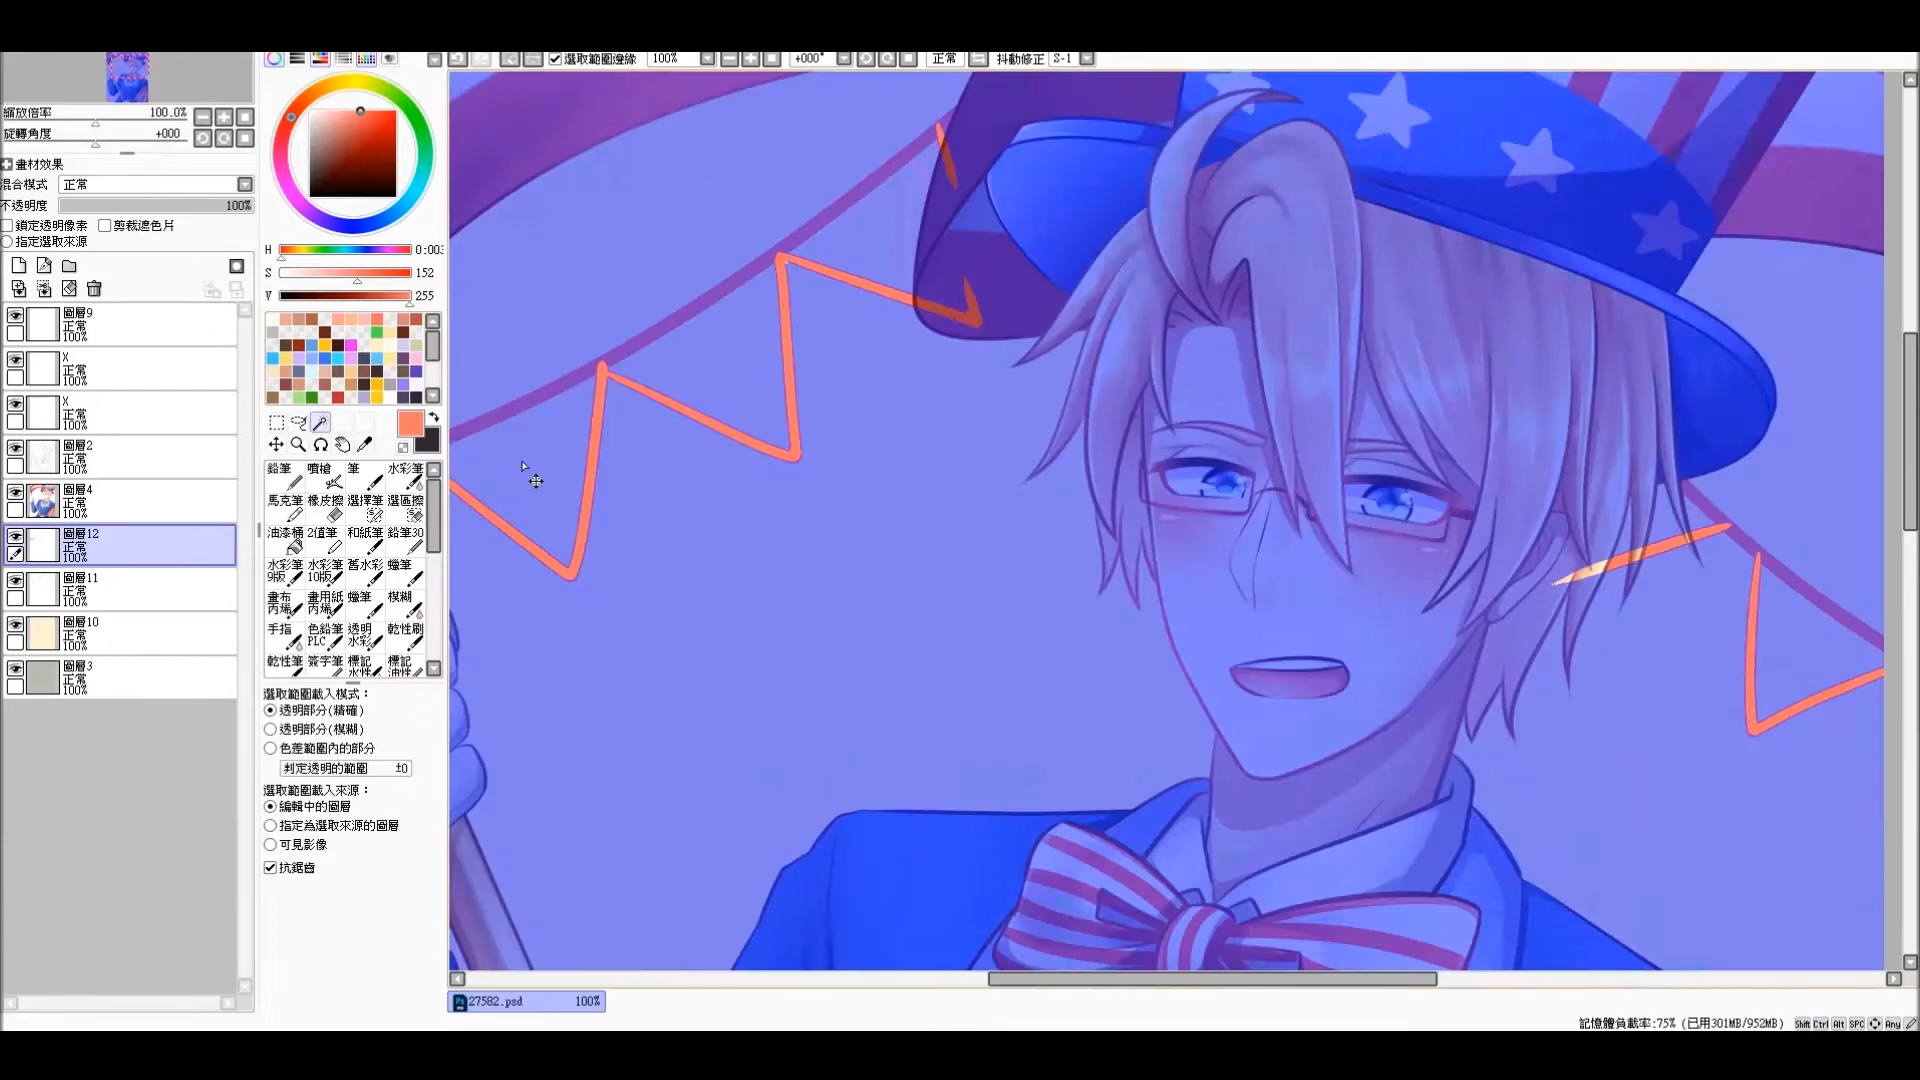 選取範圍邊緣 100% +000° 正常 抖動修正 S-1
縮放倍率 100.0%
旋轉角度 +000
畫材效果
混合模式 正常
不透明度 100%
鎖定透明像素 剪裁遮色片
指定選取來源
圖層9
正常
100%
X
正常
100%
X
正常
100%
圖層2
正常
100%
圖層4
正常
100%
圖層12
正常
100%
圖層11
正常
100%
圖層10
正常
100%
圖層3
正常
100%
H 0:003
S 152
V 255
鉛筆 噴槍 筆 水彩筆
馬克筆 橡皮擦 選擇筆 選區擦
油漆桶 2值筆 和紙筆 鉛筆30
水彩筆 水彩筆 舊水彩 蠟筆
9版 10版
畫布 畫用紙 蠟筆 模糊
丙烯 丙烯
手指 色鉛筆 透明 乾性刷
PLC 水彩
乾性筆 簽字筆 標記 標記
水性 油性
選取範圍載入模式：
透明部分(精確)
透明部分(模糊)
色差範圍內的部分
判定透明的範圍 ±0
選取範圍載入來源：
編輯中的圖層
指定為選取來源的圖層
可見影像
抗鋸齒
Ps 27582.psd 100%
記憶體負載率:75% (已用301MB/952MB) Shift Ctrl Alt SPC Any